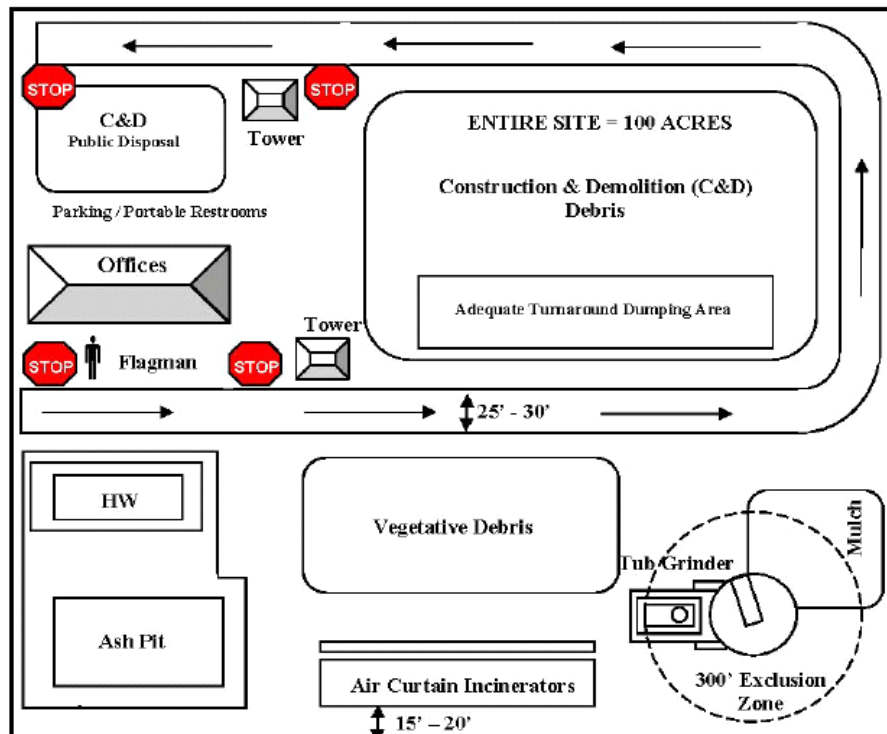 STOP
STOP
C&D
Public Disposal
Tower
ENTIRE SITE = 100 ACRES
Construction & Demolition (C&D)
Debris
Parking / Portable Restrooms
Offices
Adequate Turnaround Dumping Area
Tower
STOP
Flagman
STOP
25’ - 30’
HW
Vegetative Debris
Mulch
Tub Grinder
Ash Pit
Air Curtain Incinerators
300’ Exclusion
Zone
15’ – 20’